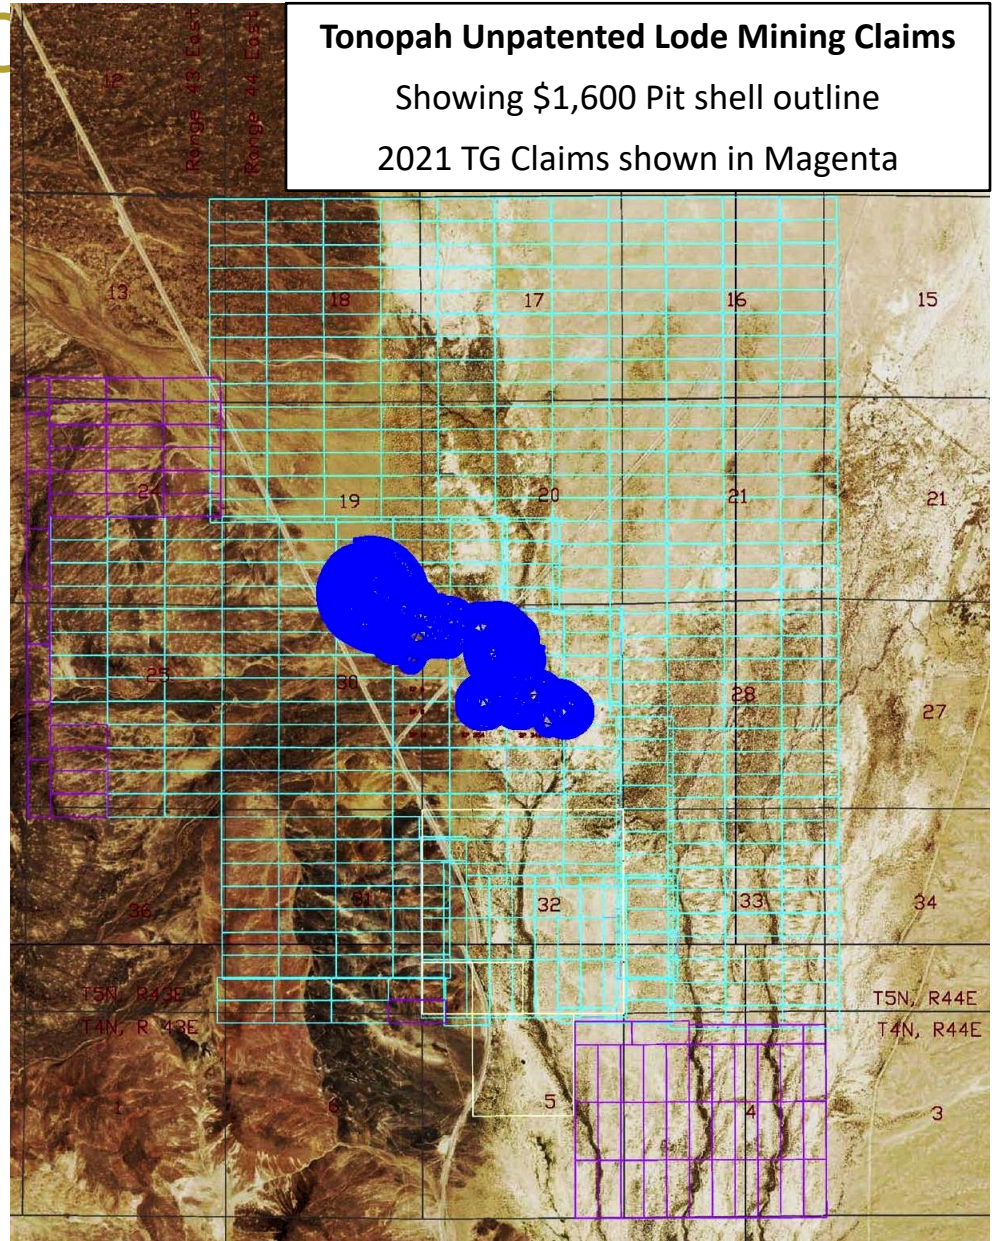 Tonopah Unpatented Lode Mining Claims
Showing $1,600 Pit shell outline
2021 TG Claims shown in Magenta
Range 43 East
Range 44 East
12
13
18
17
16
15
24
19
20
21
21
25
30
28
27
36
31
32
33
34
T5N, R43E
T5N, R44E
T4N, R 43E
T4N, R44E
1
6
5
4
3